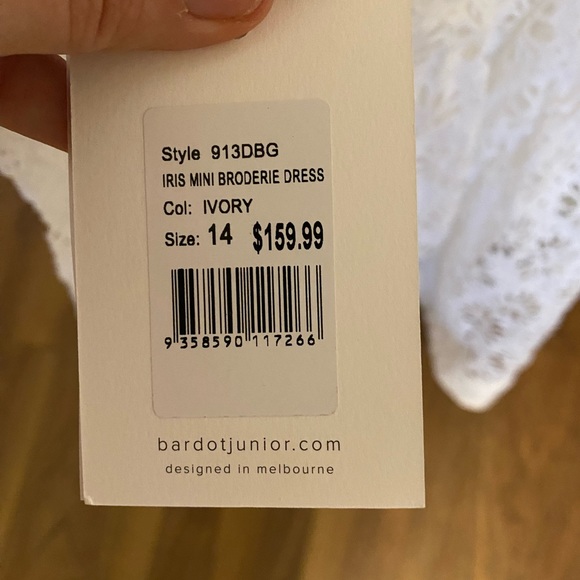 Style 913DBG
IRIS MINI BRODERIE DRESS
Col: IVORY
Size: 14 $159.99
9 358590 117266
bardotjunior.com
designed in melbourne